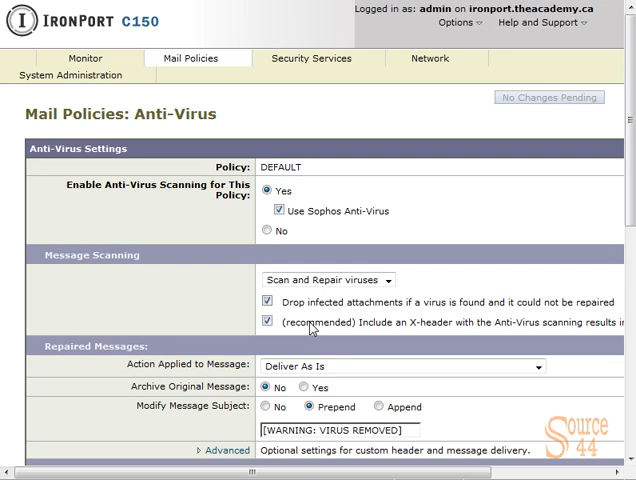 IRONPORT C150
Logged in as: admin on ironport.theacademy.ca
Options Help and Support
Monitor Mail Policies Security Services Network
System Administration
No Changes Pending
Mail Policies: Anti-Virus
Anti-Virus Settings
Policy: DEFAULT
Enable Anti-Virus Scanning for This Policy: Yes
Use Sophos Anti-Virus
No
Message Scanning
Scan and Repair viruses
Drop infected attachments if a virus is found and it could not be repaired
(recommended) Include an X-header with the Anti-Virus scanning results i
Repaired Messages:
Action Applied to Message: Deliver As Is
Archive Original Message: No Yes
Modify Message Subject: No Prepend Append
[WARNING: VIRUS REMOVED]
Advanced Optional settings for custom header and message delivery.
Source
44